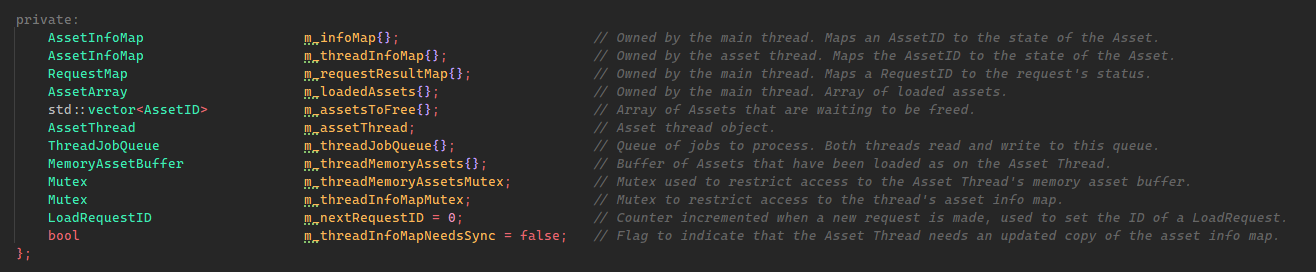 private:
AssetInfoMap m_infoMap{}; // Owned by the main thread. Maps an AssetID to the state of the Asset.
AssetInfoMap m_threadInfoMap{}; // Owned by the asset thread. Maps the AssetID to the state of the Asset.
RequestMap m_requestResultMap{}; // Owned by the main thread. Maps a RequestID to the request's status.
AssetArray m_loadedAssets{}; // Owned by the main thread. Array of loaded assets.
std::vector<AssetID> m_assetsToFree{}; // Array of Assets that are waiting to be freed.
AssetThread m_assetThread; // Asset thread object.
ThreadJobQueue m_threadJobQueue{}; // Queue of jobs to process. Both threads read and write to this queue.
MemoryAssetBuffer m_threadMemoryAssets{}; // Buffer of Assets that have been loaded as on the Asset Thread.
Mutex m_threadMemoryAssetsMutex; // Mutex used to restrict access to the Asset Thread's memory asset buffer.
Mutex m_threadInfoMapMutex; // Mutex to restrict access to the thread's asset info map.
LoadRequestID m_nextRequestID = 0; // Counter incremented when a new request is made, used to set the ID of a LoadRequest.
bool m_threadInfoMapNeedsSync = false; // Flag to indicate that the Asset Thread needs an updated copy of the asset info map.
};